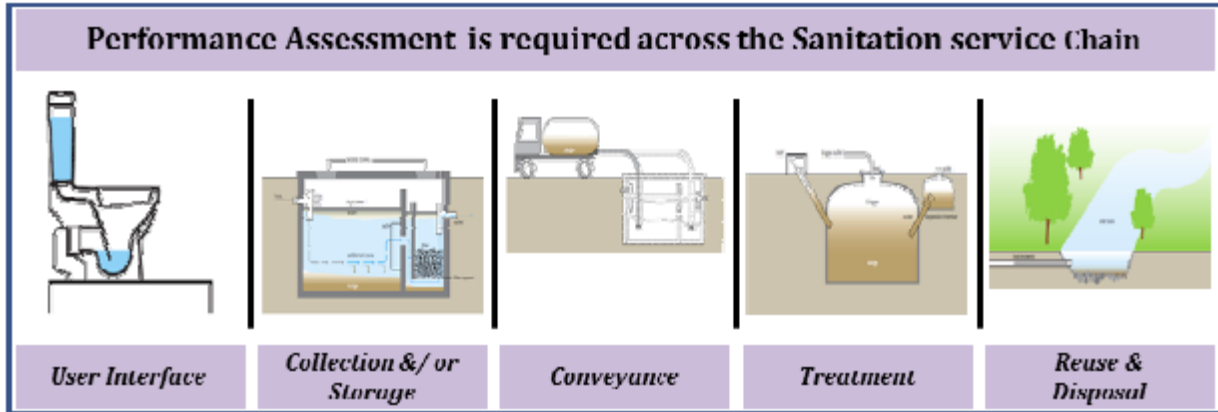 Performance Assessment is required across the Sanitation service Chain
User Interface
Collection &/ or
Storage
Conveyance
Treatment
Reuse &
Disposal